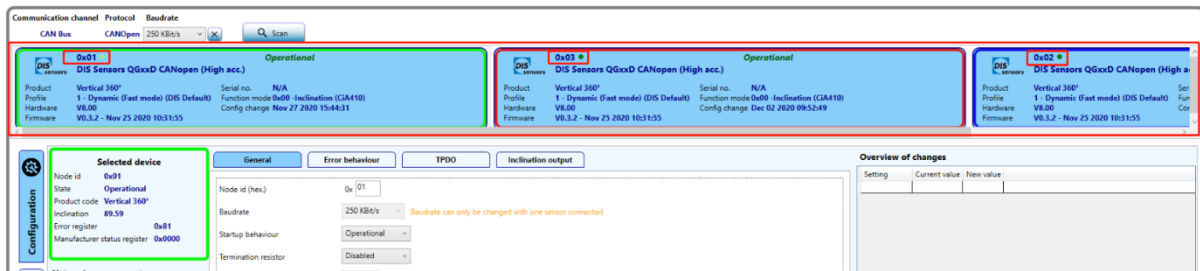 Communication channel Protocol Baudrate
CAN Bus CANOpen 250 KBit/s Scan
0x01 Operational
DIS sensors
DIS Sensors QGxxD CANopen (High acc.)
Product Vertical 360° Serial no. N/A
Profile 1 - Dynamic (Fast mode) (DIS Default) Function mode 0x00 -Inclination (CiA410)
Hardware V8.00 Config change Nov 27 2020 15:44:31
Firmware V0.3.2 - Nov 25 2020 10:31:55
0x03 Operational
DIS sensors
DIS Sensors QGxxD CANopen (High acc.)
Product Vertical 360° Serial no. N/A
Profile 1 - Dynamic (Fast mode) (DIS Default) Function mode 0x00 -Inclination (CiA410)
Hardware V8.00 Config change Dec 02 2020 09:52:49
Firmware V0.3.2 - Nov 25 2020 10:31:55
0x02
DIS sensors
DIS Sensors QGxxD CANopen (High a
Product Vertical 360° Ser
Profile 1 - Dynamic (Fast mode) (DIS Default) Fun
Hardware V8.00 Con
Firmware V0.3.2 - Nov 25 2020 10:31:55
Configuration
Selected device
Node id 0x01
State Operational
Product code Vertical 360°
Inclination 89.59
Error register 0x81
Manufacturer status register 0x0000
General Error behaviour TPDO Inclination output
Node id (hex.) 0x 01
Baudrate 250 KBit/s Baudrate can only be changed with one sensor connected
Startup behaviour Operational
Termination resistor Disabled
Overview of changes
Setting Current value New value